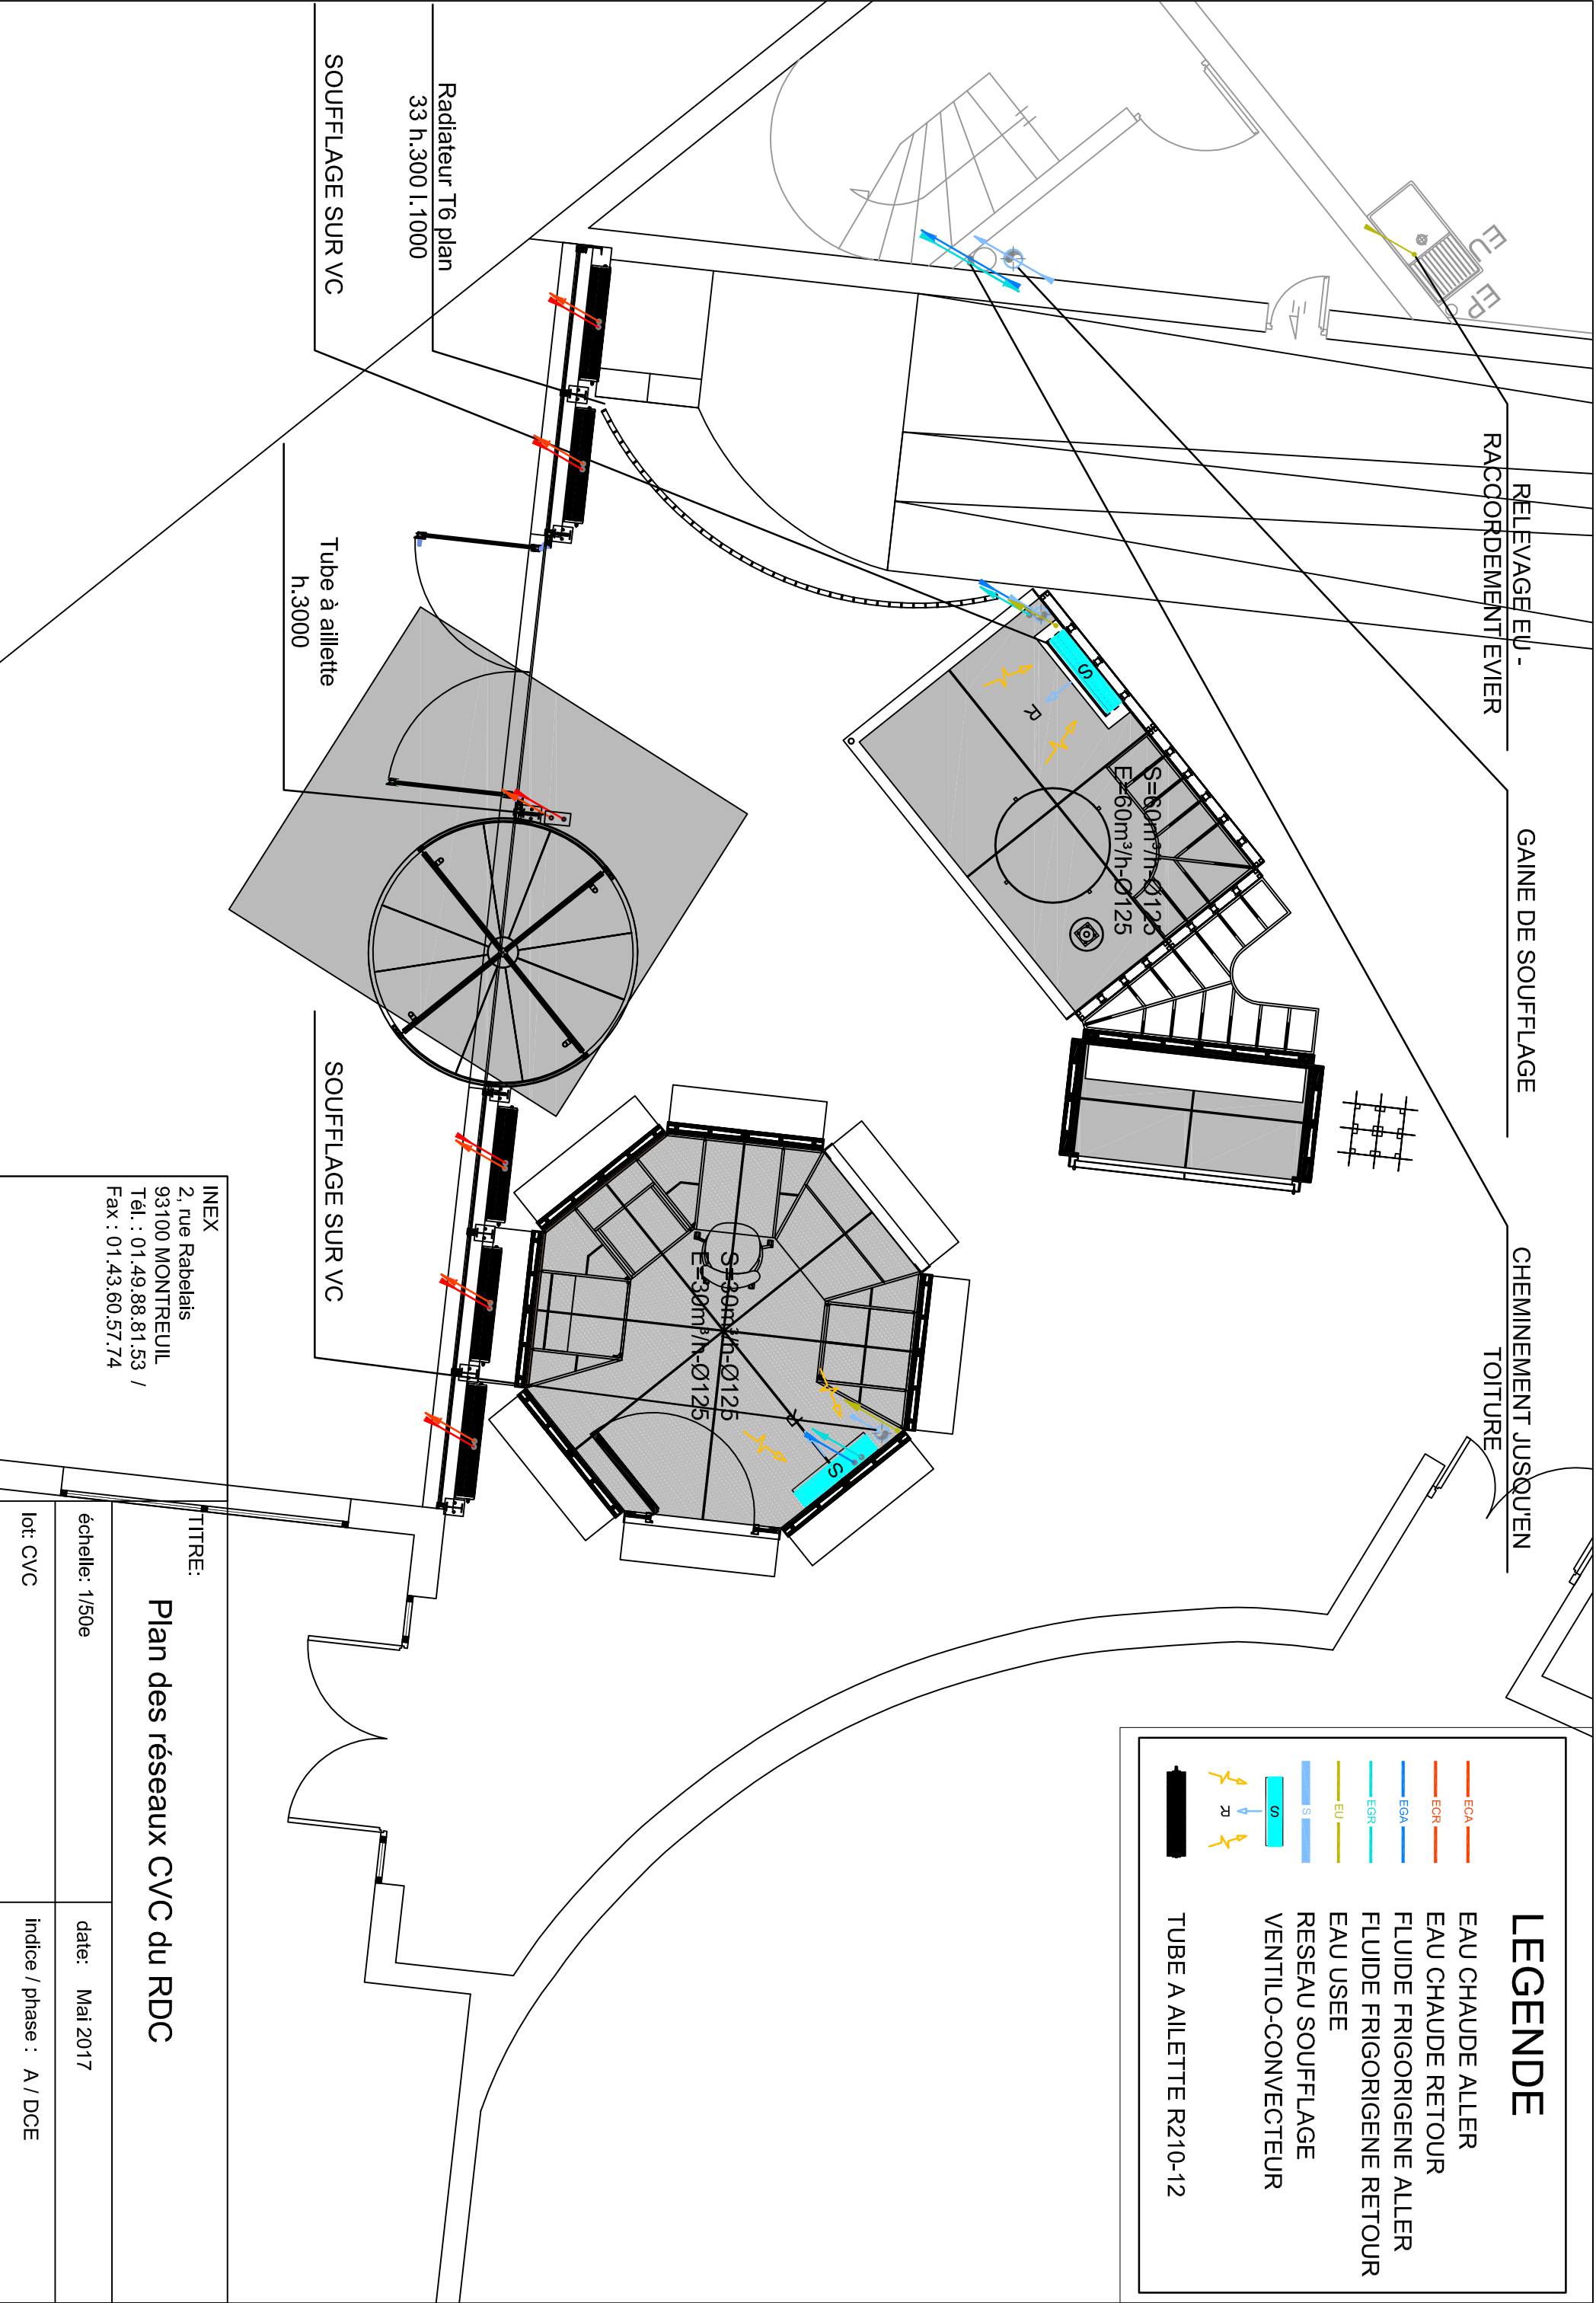 RELEVAGE EU -
RACCORDEMENT EVIER
GAINE DE SOUFFLAGE
CHEMINEMENT JUSQU'EN
TOITURE
EU
EP
LEGENDE
ECA
EAU CHAUDE ALLER
ECR
EAU CHAUDE RETOUR
EGA
FLUIDE FRIGORIGENE ALLER
EGR
FLUIDE FRIGORIGENE RETOUR
EU
EAU USEE
S
RESEAU SOUFFLAGE
S
VENTILO-CONVECTEUR
R
TUBE A AILETTE R210-12
S
R
S=60m³/h-Ø125
E=60m³/h-Ø125
S=30m³/h-Ø125
E=30m³/h-Ø125
R
S
Radiateur T6 plan
33 h.300 l.1000
SOUFFLAGE SUR VC
Tube à aillette
h.3000
SOUFFLAGE SUR VC
INEX
2, rue Rabelais
93100 MONTREUIL
Tél. : 01.49.88.81.53 /
Fax : 01.43.60.57.74
TITRE:
Plan des réseaux CVC du RDC
échelle: 1/50e
date: Mai 2017
lot: CVC
indice / phase : A / DCE